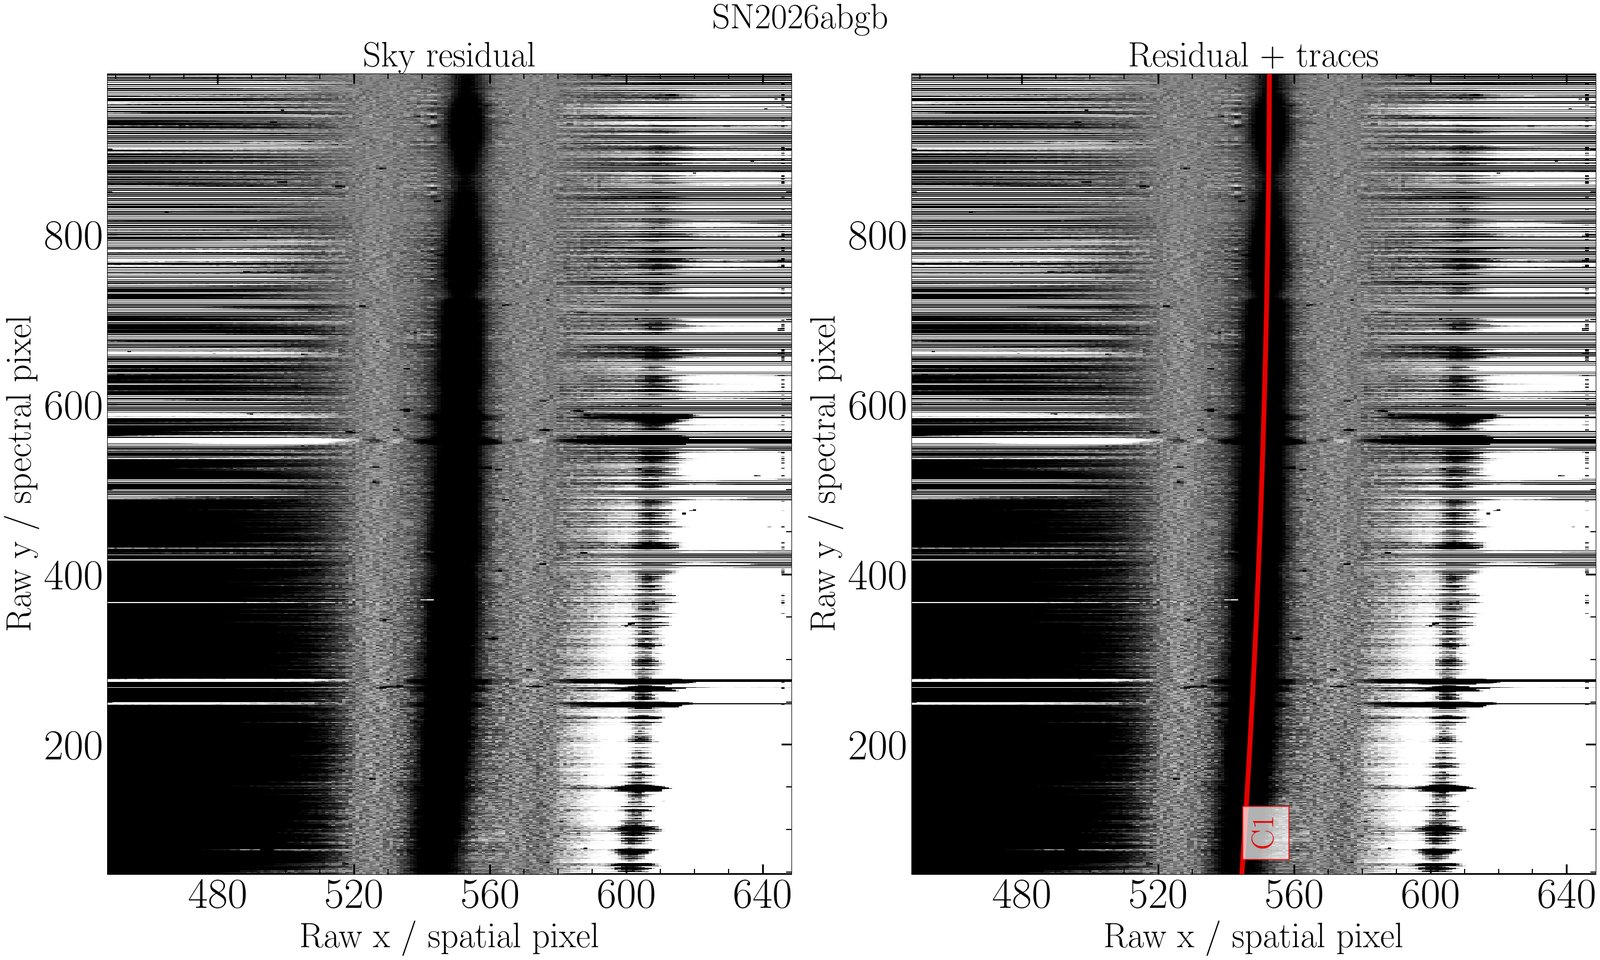 SN2026abgb
Sky residual
Residual + traces
800
600
400
200
480
520
560
600
640
Raw x / spatial pixel
Raw y / spectral pixel
800
600
400
200
480
520
560
600
640
Raw x / spatial pixel
Raw y / spectral pixel
C1